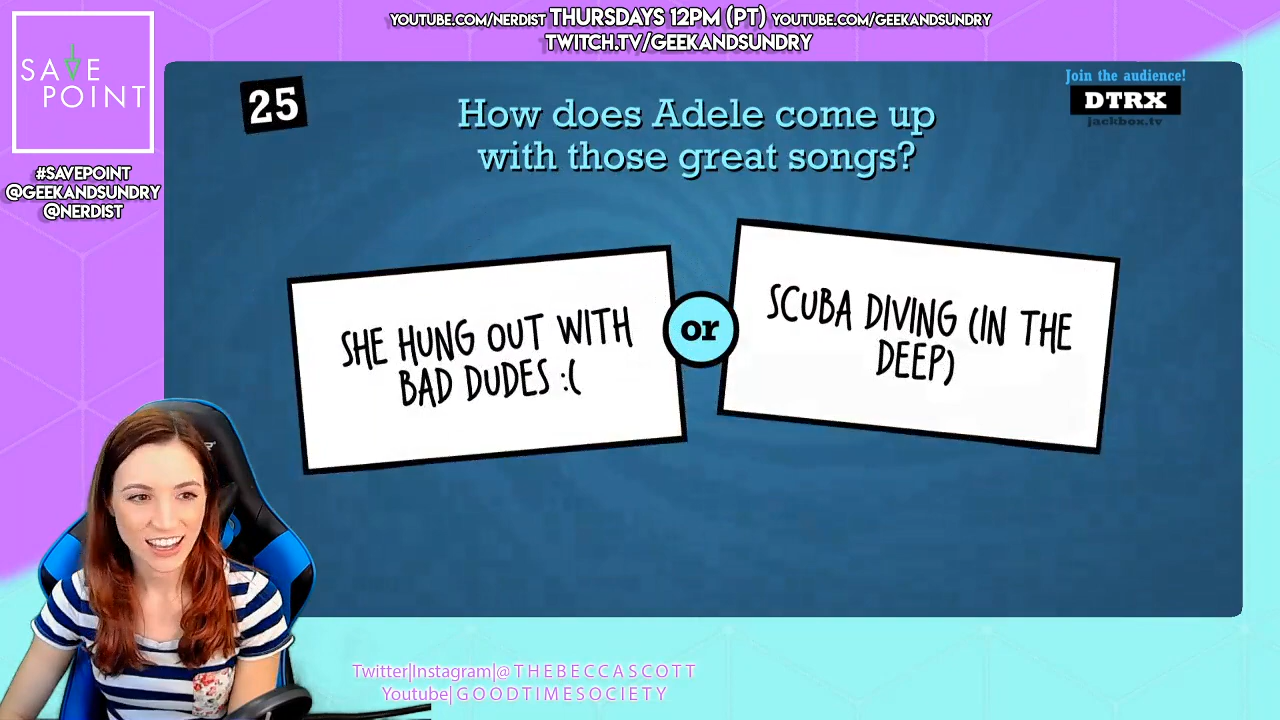 YOUTUBE.COM/NERDIST THURSDAYS 12PM (PT) YOUTUBE.COM/GEEKANDSUNDRY
TWITCH.TV/GEEKANDSUNDRY
SAVE
POINT
#SAVEPOINT
@GEEKANDSUNDRY
@NERDIST
25
How does Adele come up
with those great songs?
Join the audience!
DTRX
jackbox.tv
SHE HUNG OUT WITH
BAD DUDES :(
or
SCUBA DIVING (IN THE
DEEP)
Twitter|Instagram|@THEBECCASCOTT
Youtube|GOODTIMESOCIETY